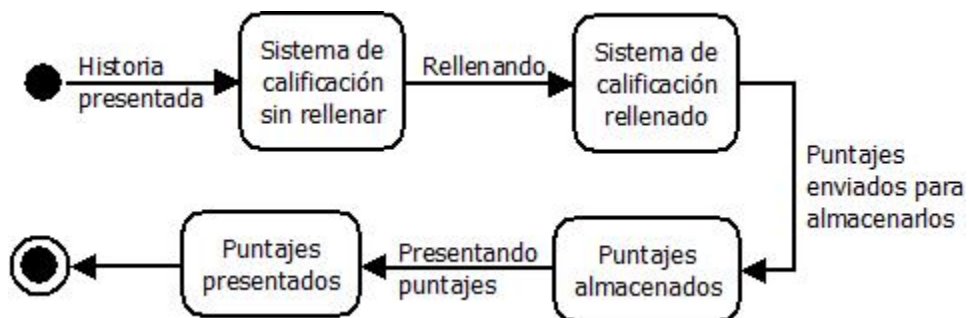 Historia
presentada
Sistema de
calificación
sin rellenar
Rellenando
Sistema de
calificación
rellenado
Puntajes
enviados para
almacenarlos
Puntajes
almacenados
Presentando
puntajes
Puntajes
presentados